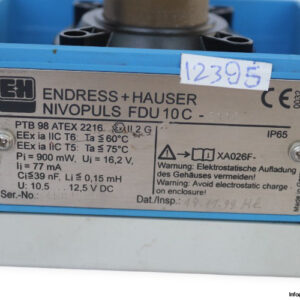 12395
EH ENDRESS+HAUSER
NIVOPULS FDU10C -
PTB 98 ATEX 2216 Ex II 2 G
IP65
EEx ia IIC T6: Ta ≤ 60°C
EEx ia IIC T5: Ta ≤ 75°C
Pi = 900 mW, Ui = 16,2 V,
Ii = 77 mA
Ci ≤ 39 nF, Li ≤ 0,15 mH
U: 10.5 12,5 V DC
Ser.-No.:
XA026F-
Warnung: Elektrostatische Aufladung
des Gehäuses vermeiden!
Warning: Avoid electrostatic charge
on enclosure!
Dat./Insp.:
CE 0032